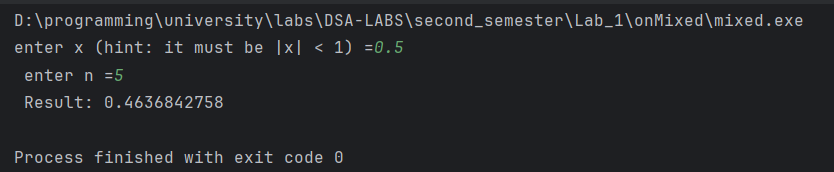 D:\programming\university\labs\DSA-LABS\second_semester\Lab_1\onMixed\mixed.exe
enter x (hint: it must be |x| < 1) =0.5
enter n =5
Result: 0.4636842758
Process finished with exit code 0